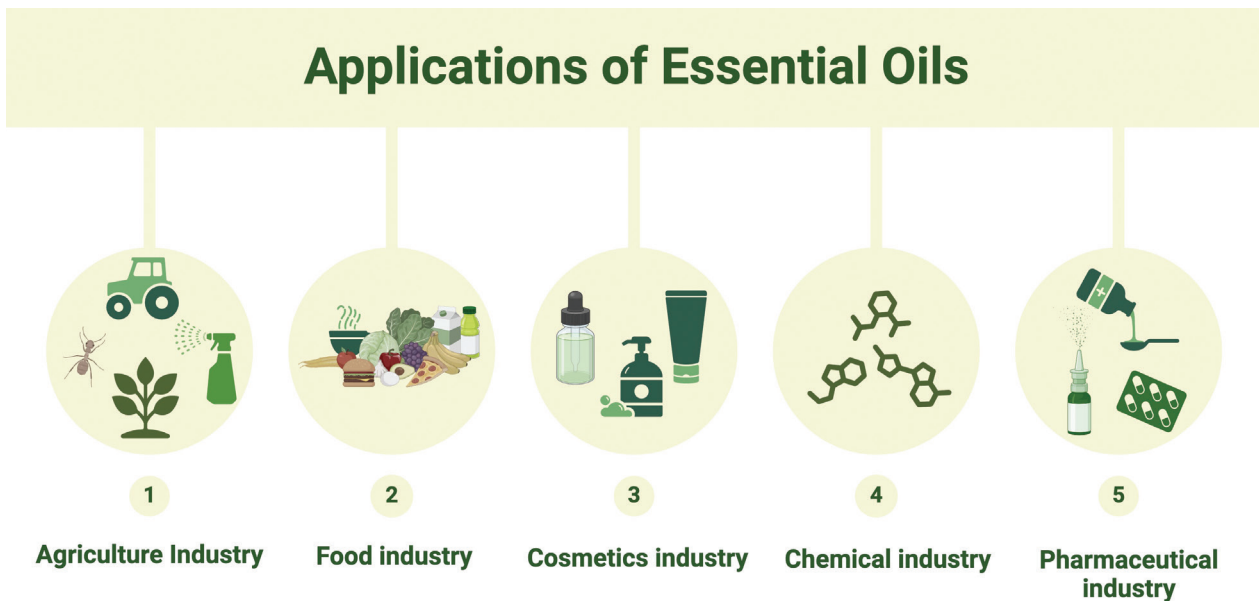 Applications of Essential Oils
1
2
3
4
5
Agriculture Industry
Food industry
Cosmetics industry
Chemical industry
Pharmaceutical
industry